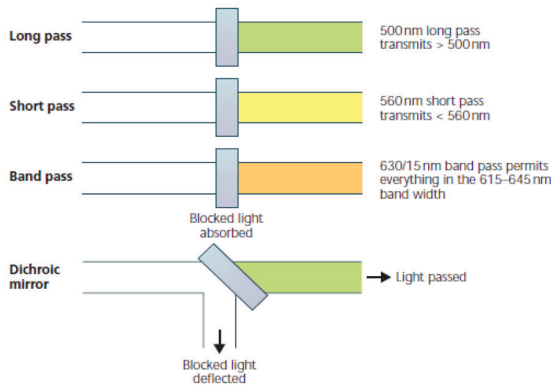 Long pass
500 nm long pass
transmits > 500 nm
Short pass
560 nm short pass
transmits < 560 nm
Band pass
630/15 nm band pass permits
everything in the 615–645 nm
band width
Blocked light
absorbed
Dichroic
mirror
Light passed
Blocked light
deflected